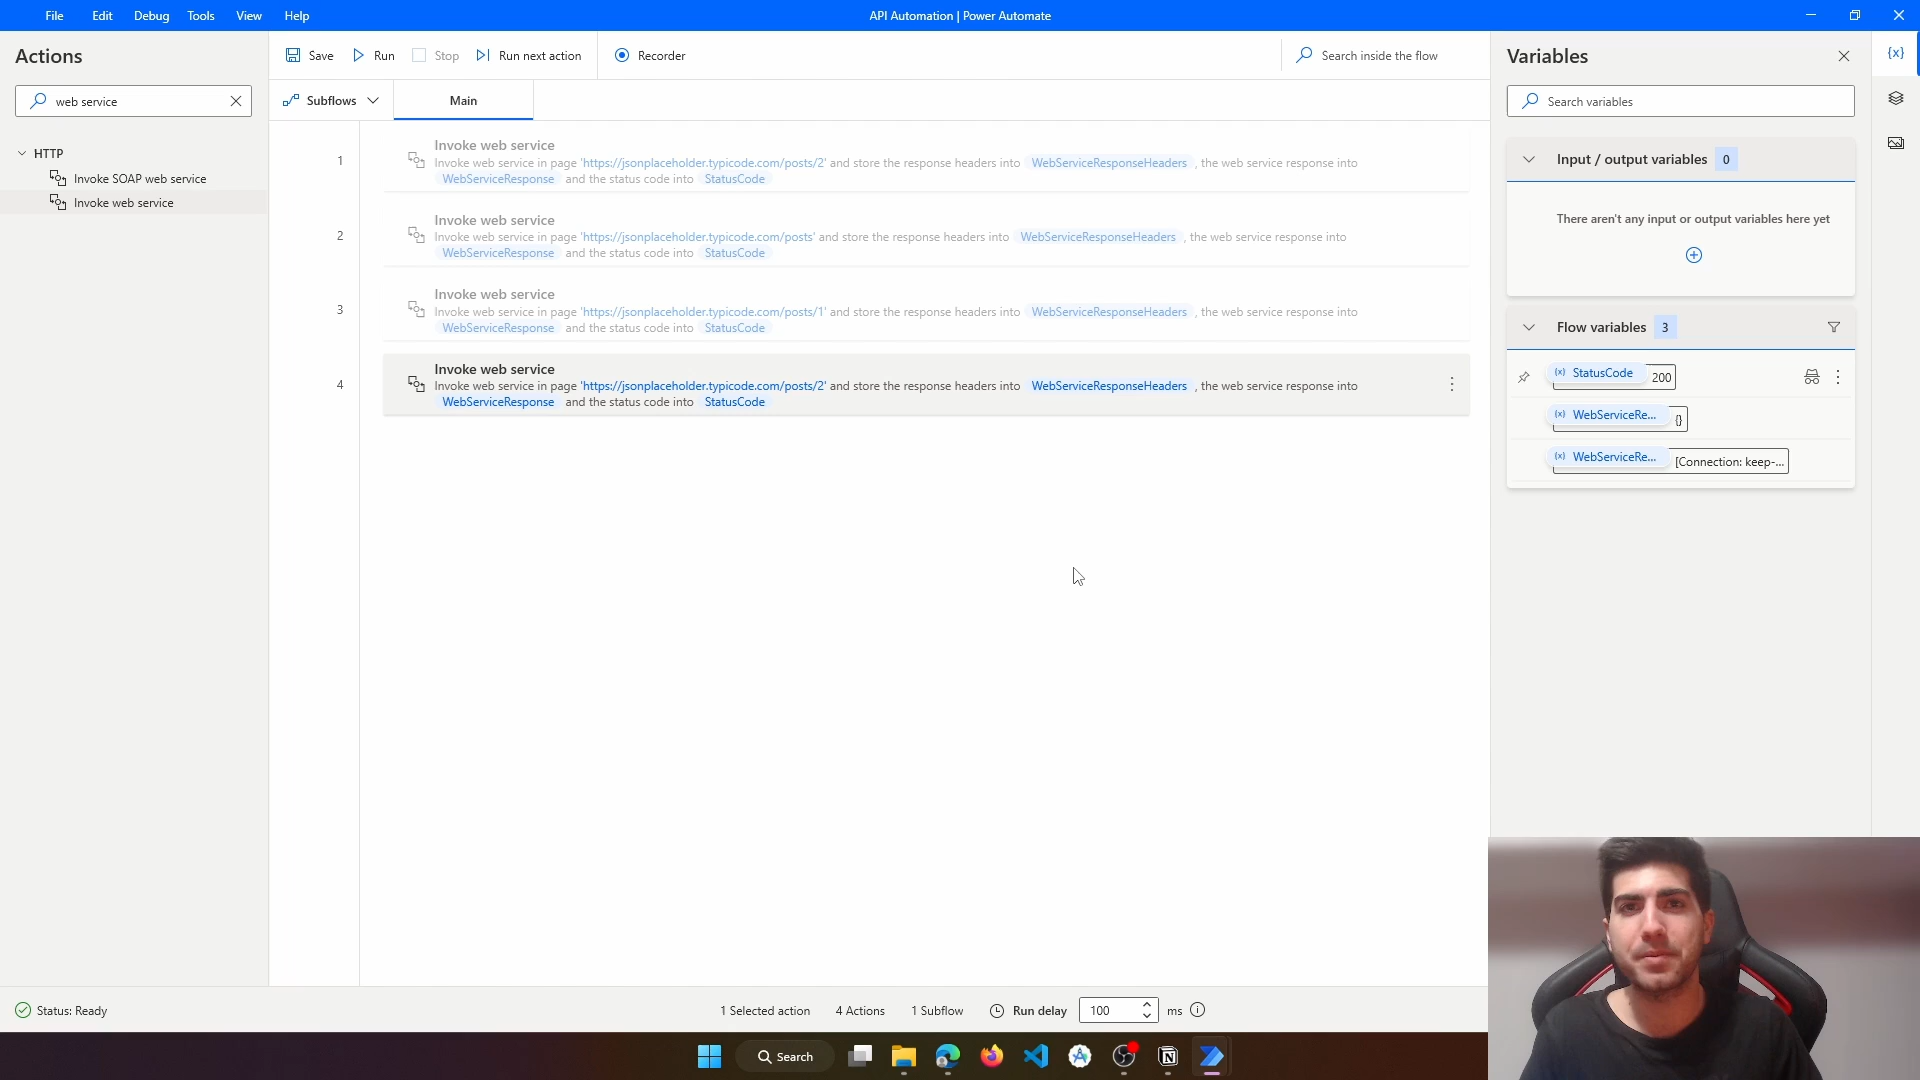 File Edit Debug Tools View Help
API Automation | Power Automate
Actions
web service
HTTP
Invoke SOAP web service
Invoke web service
Save Run Stop Run next action Recorder
Search inside the flow
Subflows Main
1
Invoke web service
Invoke web service in page 'https://jsonplaceholder.typicode.com/posts/2' and store the response headers into WebServiceResponseHeaders , the web service response into
WebServiceResponse and the status code into StatusCode
2
Invoke web service
Invoke web service in page 'https://jsonplaceholder.typicode.com/posts' and store the response headers into WebServiceResponseHeaders , the web service response into
WebServiceResponse and the status code into StatusCode
3
Invoke web service
Invoke web service in page 'https://jsonplaceholder.typicode.com/posts/1' and store the response headers into WebServiceResponseHeaders , the web service response into
WebServiceResponse and the status code into StatusCode
4
Invoke web service
Invoke web service in page 'https://jsonplaceholder.typicode.com/posts/2' and store the response headers into WebServiceResponseHeaders , the web service response into
WebServiceResponse and the status code into StatusCode
Variables
{x}
Search variables
Input / output variables 0
There aren't any input or output variables here yet
Flow variables 3
(x) StatusCode 200
(x) WebServiceRe... {}
(x) WebServiceRe... [Connection: keep-...
Status: Ready
1 Selected action 4 Actions 1 Subflow Run delay 100 ms
Search